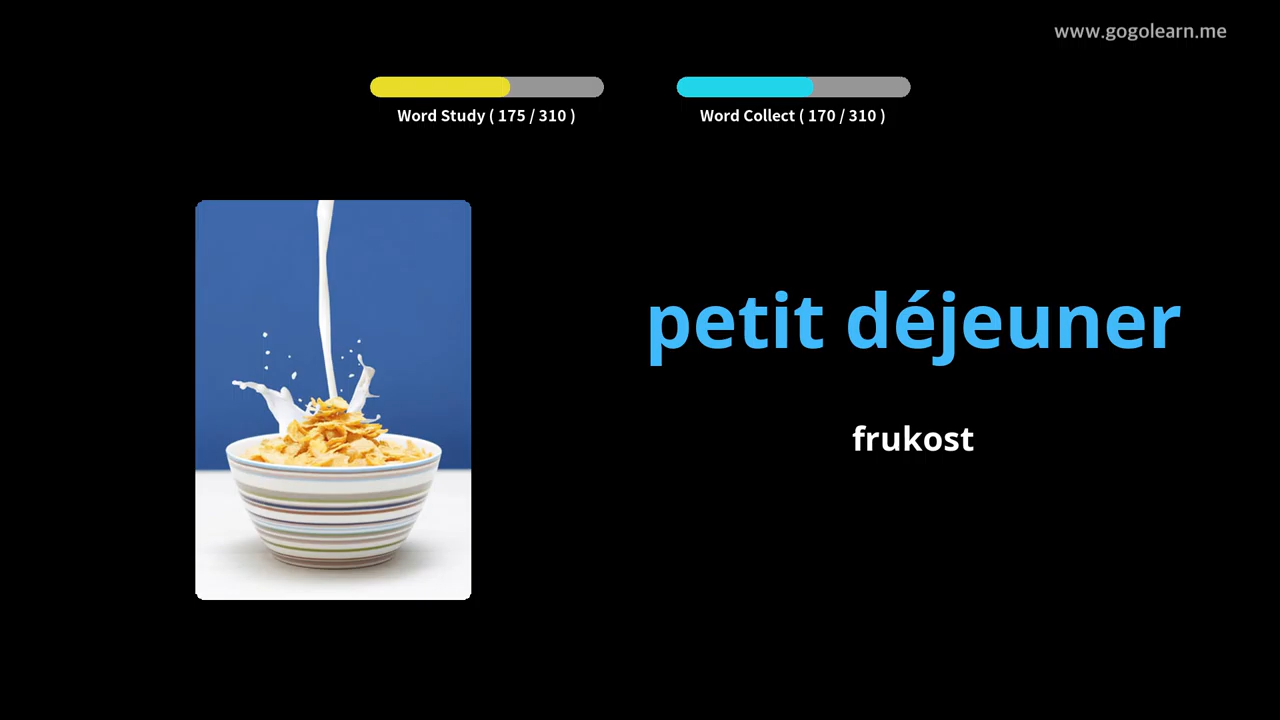 www.gogolearn.me
Word Study ( 175 / 310 )
Word Collect ( 170 / 310 )
petit déjeuner
frukost